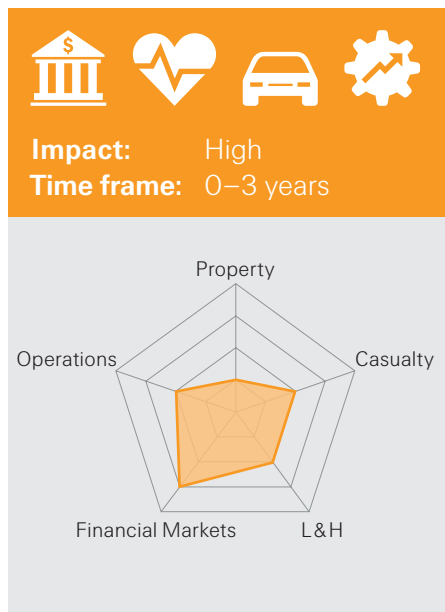 $
Impact: High
Time frame: 0–3 years
Property
Operations
Casualty
Financial Markets
L&H